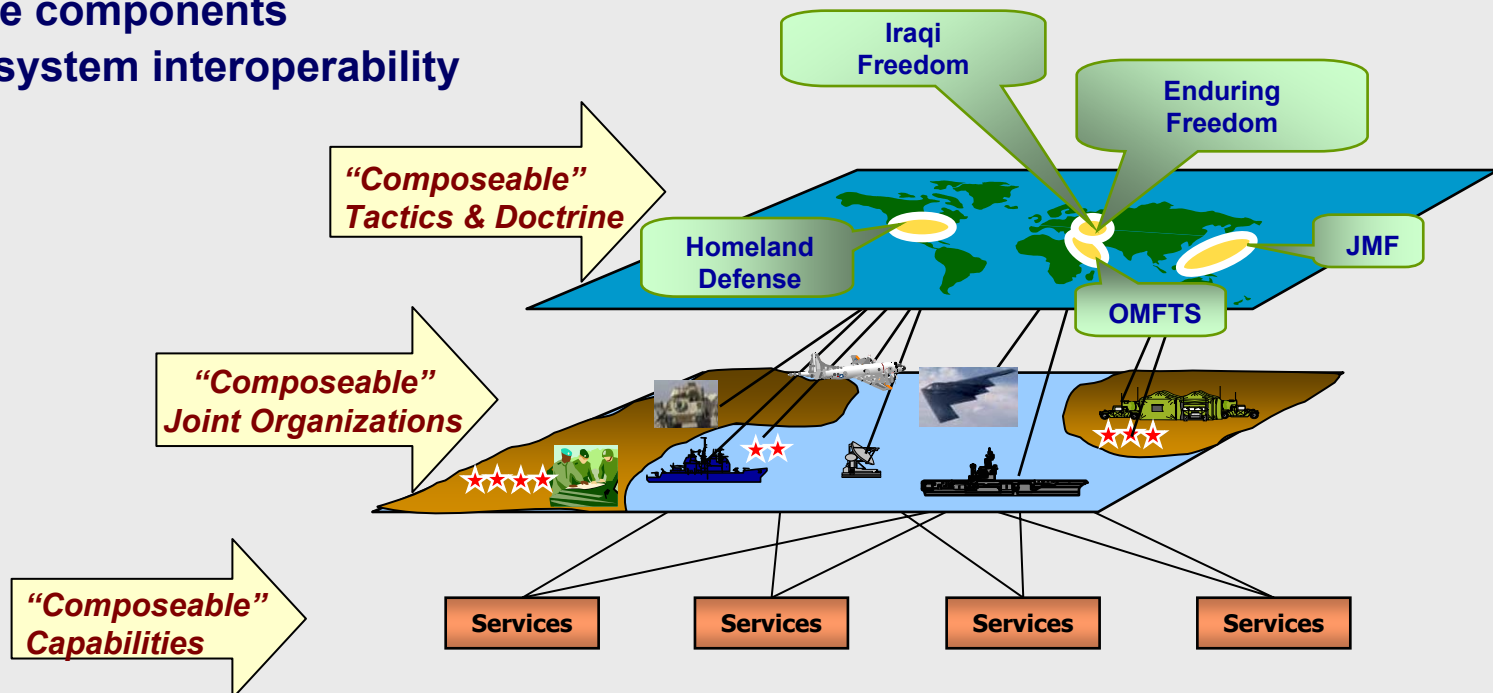 e components
system interoperability
Iraqi
Freedom
Enduring
Freedom
“Composeable”
Tactics & Doctrine
Homeland
Defense
JMF
OMFTS
“Composeable”
Joint Organizations
“Composeable”
Capabilities
Services
Services
Services
Services